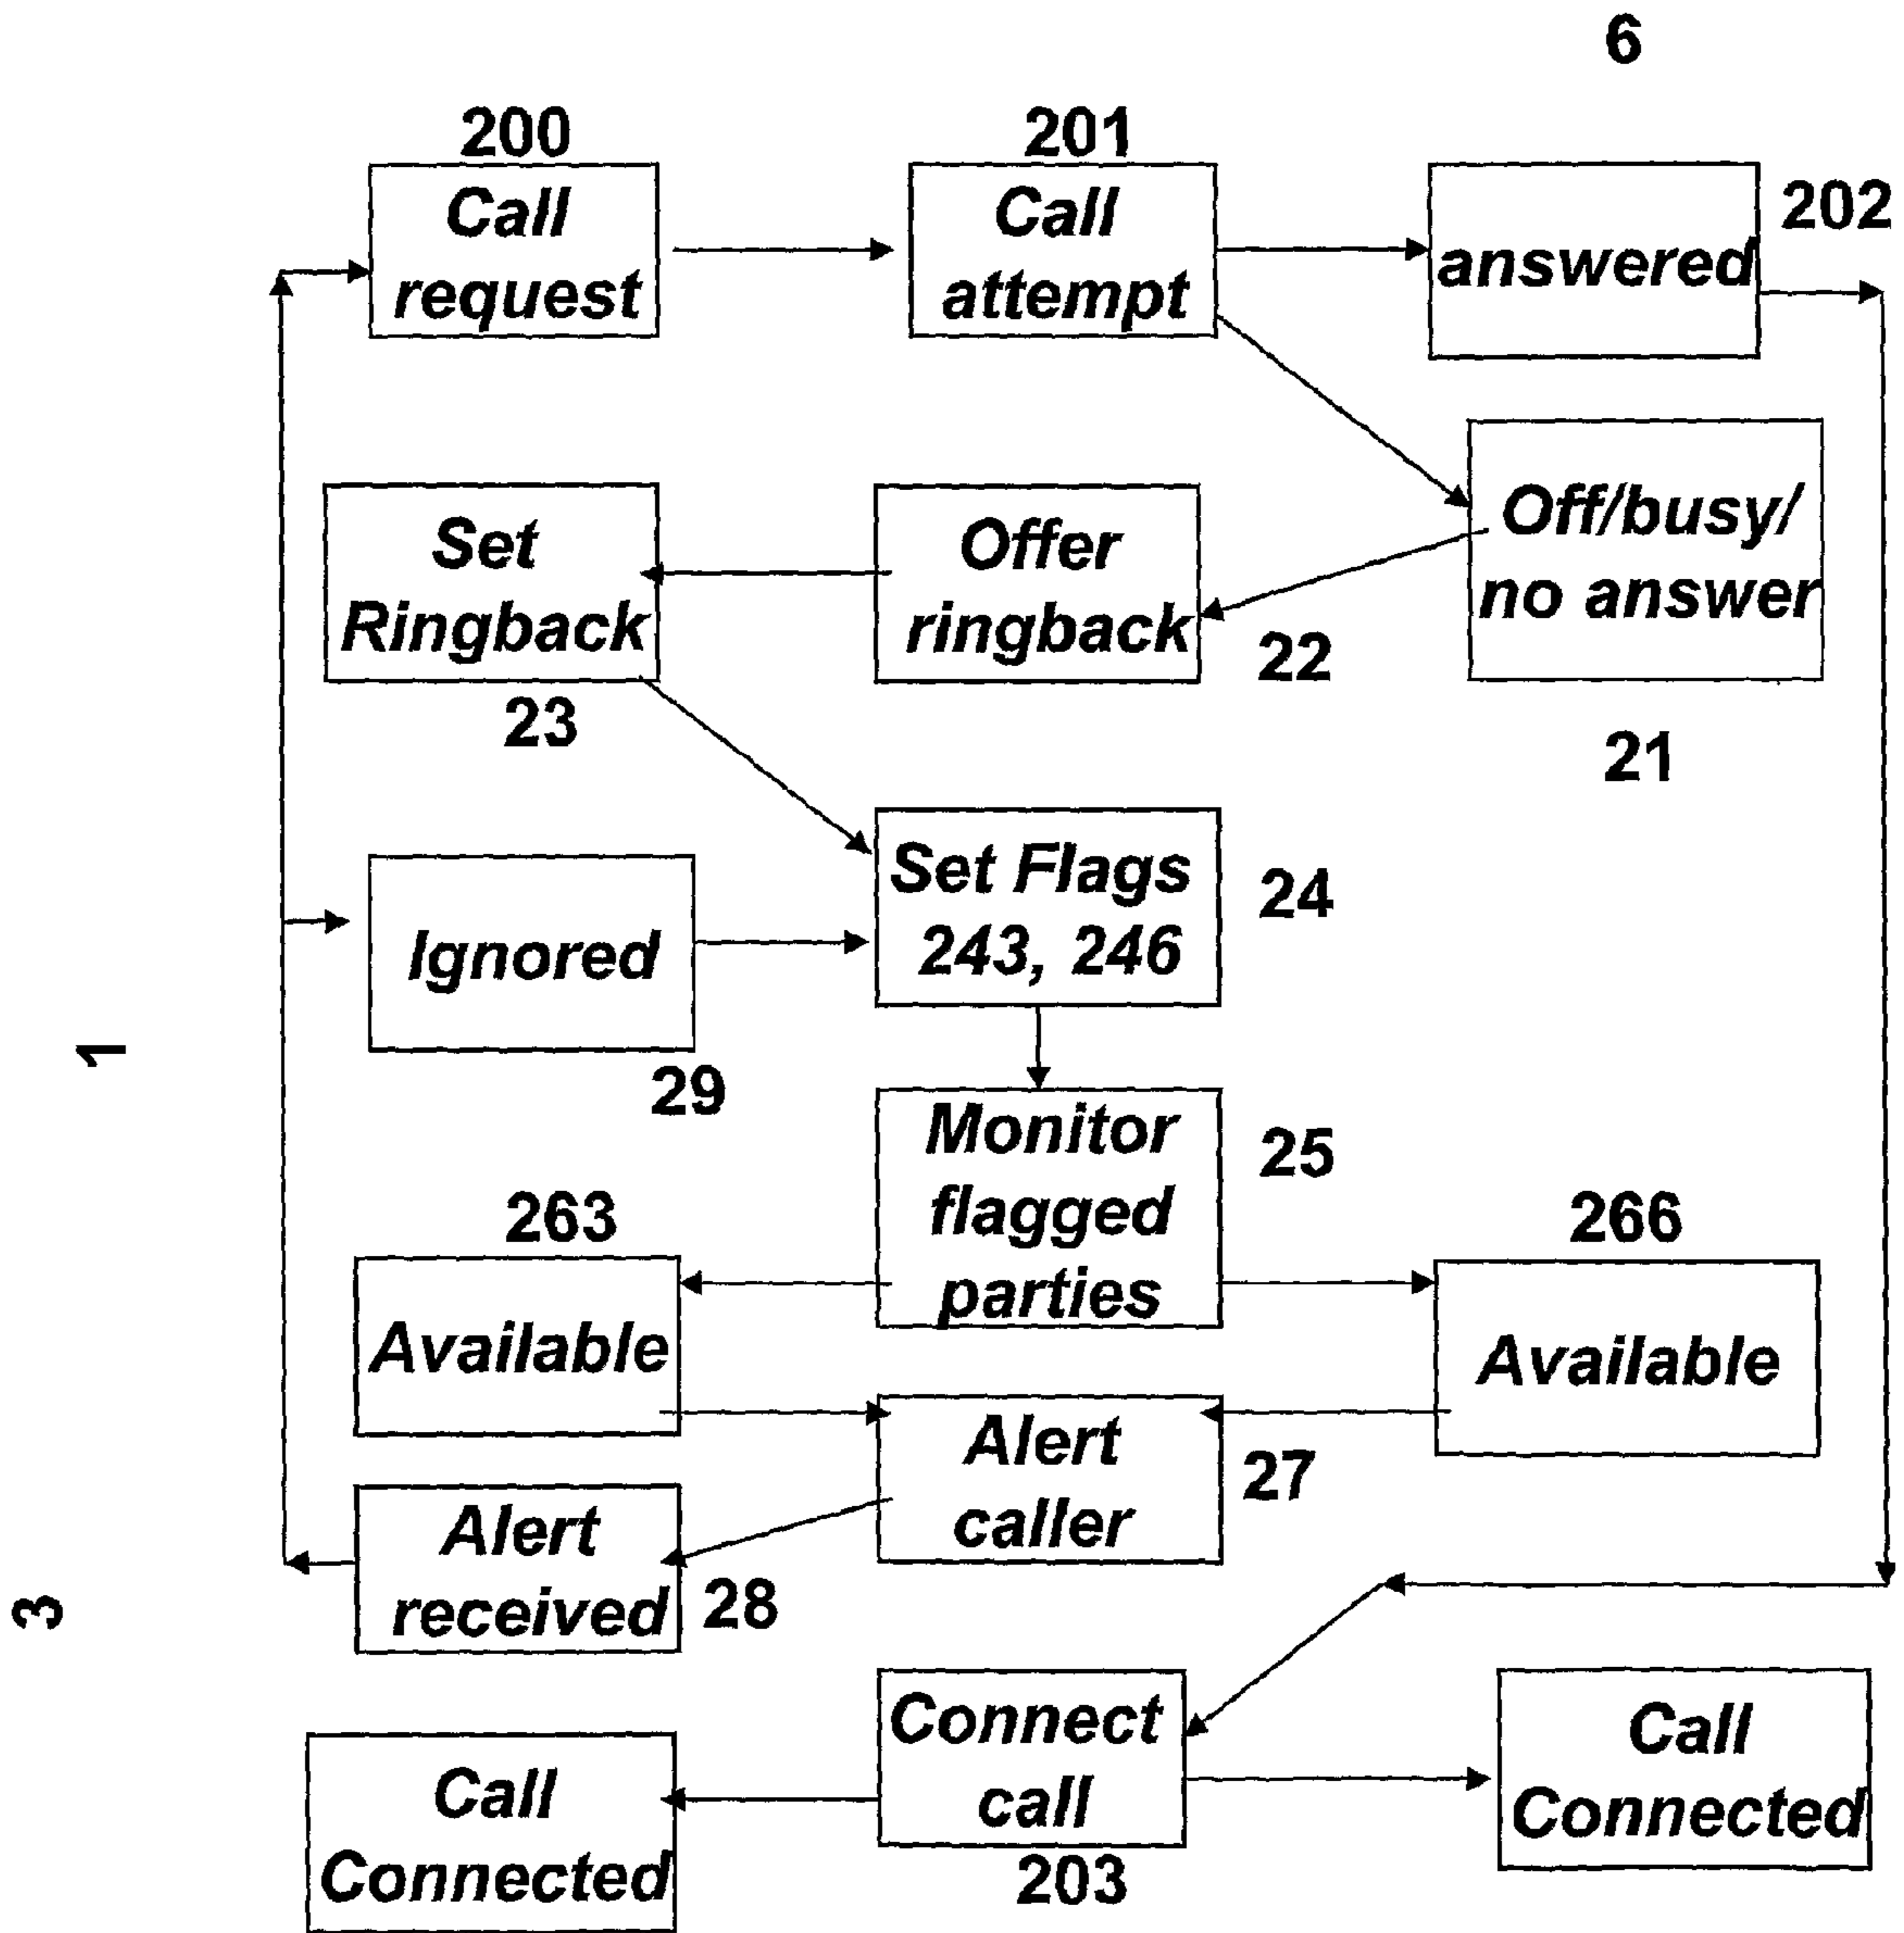 6
200
201
Call
request
Call
attempt
answered
202
Set
Ringback
Offer
ringback
Off/busy/
no answer
22
23
21
Set Flags
243, 246
24
Ignored
29
1
Monitor
flagged
parties
25
263
266
Available
Available
Alert
caller
27
Alert
received
28
3
Connect
call
203
Call
Connected
Call
Connected